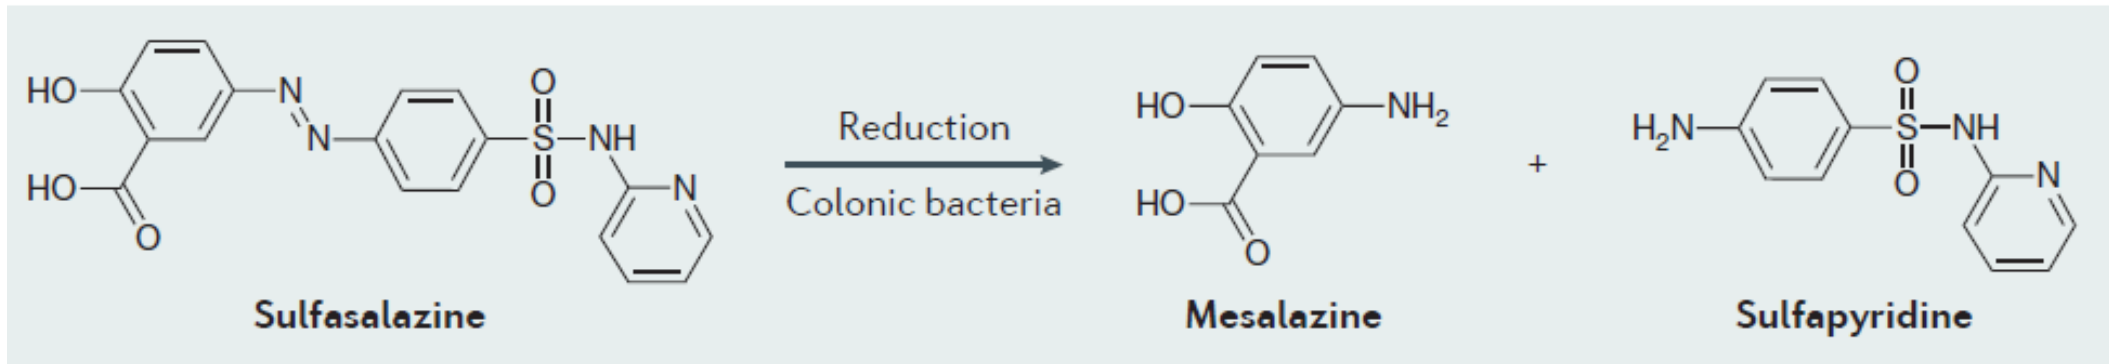 HO
N
N
O
S
NH
O
N
HO
O
Sulfasalazine
Reduction
Colonic bacteria
HO
NH₂
HO
O
Mesalazine
+
H₂N
O
S
NH
O
N
Sulfapyridine